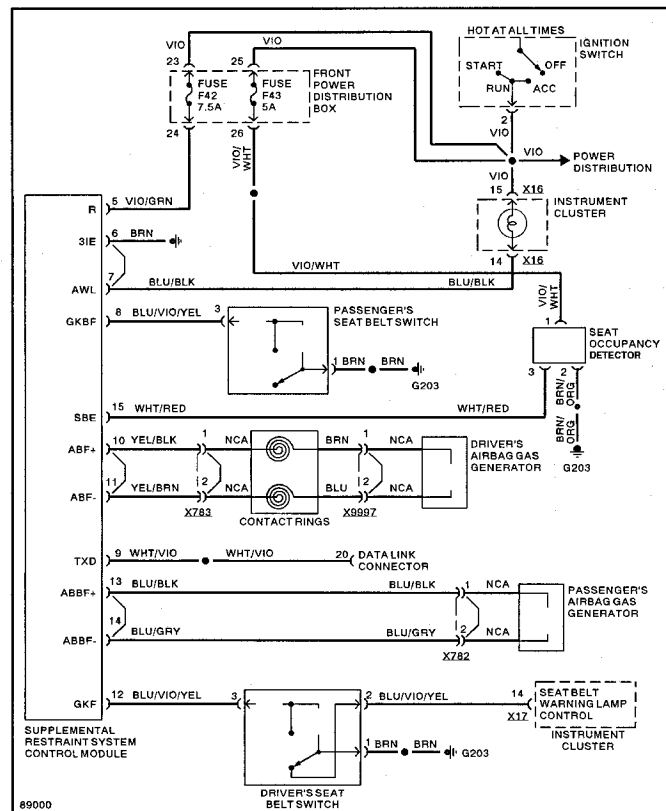 HOT AT ALL TIMES
IGNITION
SWITCH
START
OFF
RUN
ACC
2
VIO
VIO
VIO
23
25
FUSE
F42
7.5A
FUSE
F43
5A
FRONT
POWER
DISTRIBUTION
BOX
24
26
VIO/
WHT
VIO
POWER
DISTRIBUTION
VIO
15
X16
INSTRUMENT
CLUSTER
14
X16
R
5
VIO/GRN
3IE
6
BRN
7
AWL
BLU/BLK
BLU/BLK
VIO/WHT
VIO/
WHT
GKBF
8
BLU/VIO/YEL
3
PASSENGER'S
SEAT BELT SWITCH
1
BRN
BRN
G203
1
SEAT
OCCUPANCY
DETECTOR
3
2
BRN/
ORG
BRN/
ORG
G203
SBE
15
WHT/RED
WHT/RED
ABF+
10
YEL/BLK
1
NCA
BRN
1
NCA
DRIVER'S
AIRBAG GAS
GENERATOR
ABF-
11
YEL/BRN
2
NCA
BLU
2
NCA
X783
CONTACT RINGS
X9997
TXD
9
WHT/VIO
WHT/VIO
20
DATA LINK
CONNECTOR
ABBF+
13
BLU/BLK
BLU/BLK
1
NCA
PASSENGER'S
AIRBAG GAS
GENERATOR
ABBF-
14
BLU/GRY
BLU/GRY
2
NCA
X782
GKF
12
BLU/VIO/YEL
3
2
BLU/VIO/YEL
14
X17
SEAT BELT
WARNING LAMP
CONTROL
INSTRUMENT
CLUSTER
1
BRN
BRN
G203
SUPPLEMENTAL
RESTRAINT SYSTEM
CONTROL MODULE
DRIVER'S SEAT
BELT SWITCH
89000